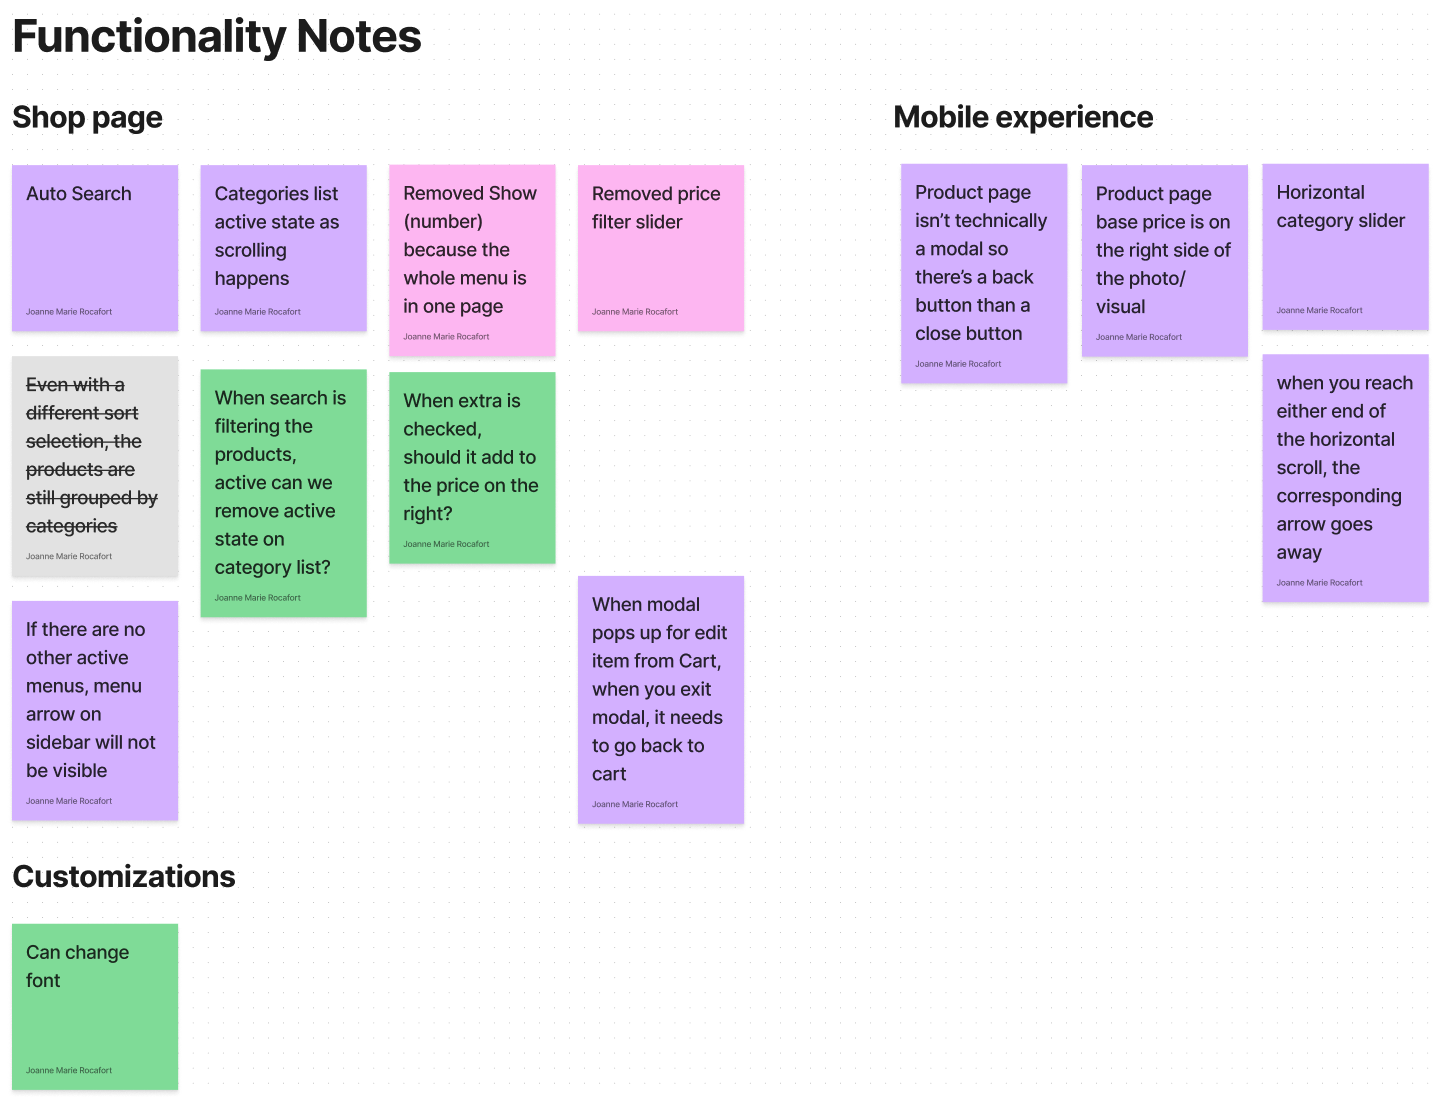 Functionality Notes
Shop page
Auto Search
Joanne Marie Rocafort
Categories list
active state as
scrolling
happens
Joanne Marie Rocafort
Removed Show
(number)
because the
whole menu is
in one page
Joanne Marie Rocafort
Removed price
filter slider
Joanne Marie Rocafort
Even with a
different sort
selection, the
products are
still grouped by
categories
Joanne Marie Rocafort
When search is
filtering the
products,
active can we
remove active
state on
category list?
Joanne Marie Rocafort
When extra is
checked,
should it add to
the price on the
right?
Joanne Marie Rocafort
If there are no
other active
menus, menu
arrow on
sidebar will not
be visible
Joanne Marie Rocafort
When modal
pops up for edit
item from Cart,
when you exit
modal, it needs
to go back to
cart
Joanne Marie Rocafort
Mobile experience
Product page
isn’t technically
a modal so
there’s a back
button than a
close button
Joanne Marie Rocafort
Product page
base price is on
the right side of
the photo/
visual
Joanne Marie Rocafort
Horizontal
category slider
Joanne Marie Rocafort
when you reach
either end of
the horizontal
scroll, the
corresponding
arrow goes
away
Joanne Marie Rocafort
Customizations
Can change
font
Joanne Marie Rocafort